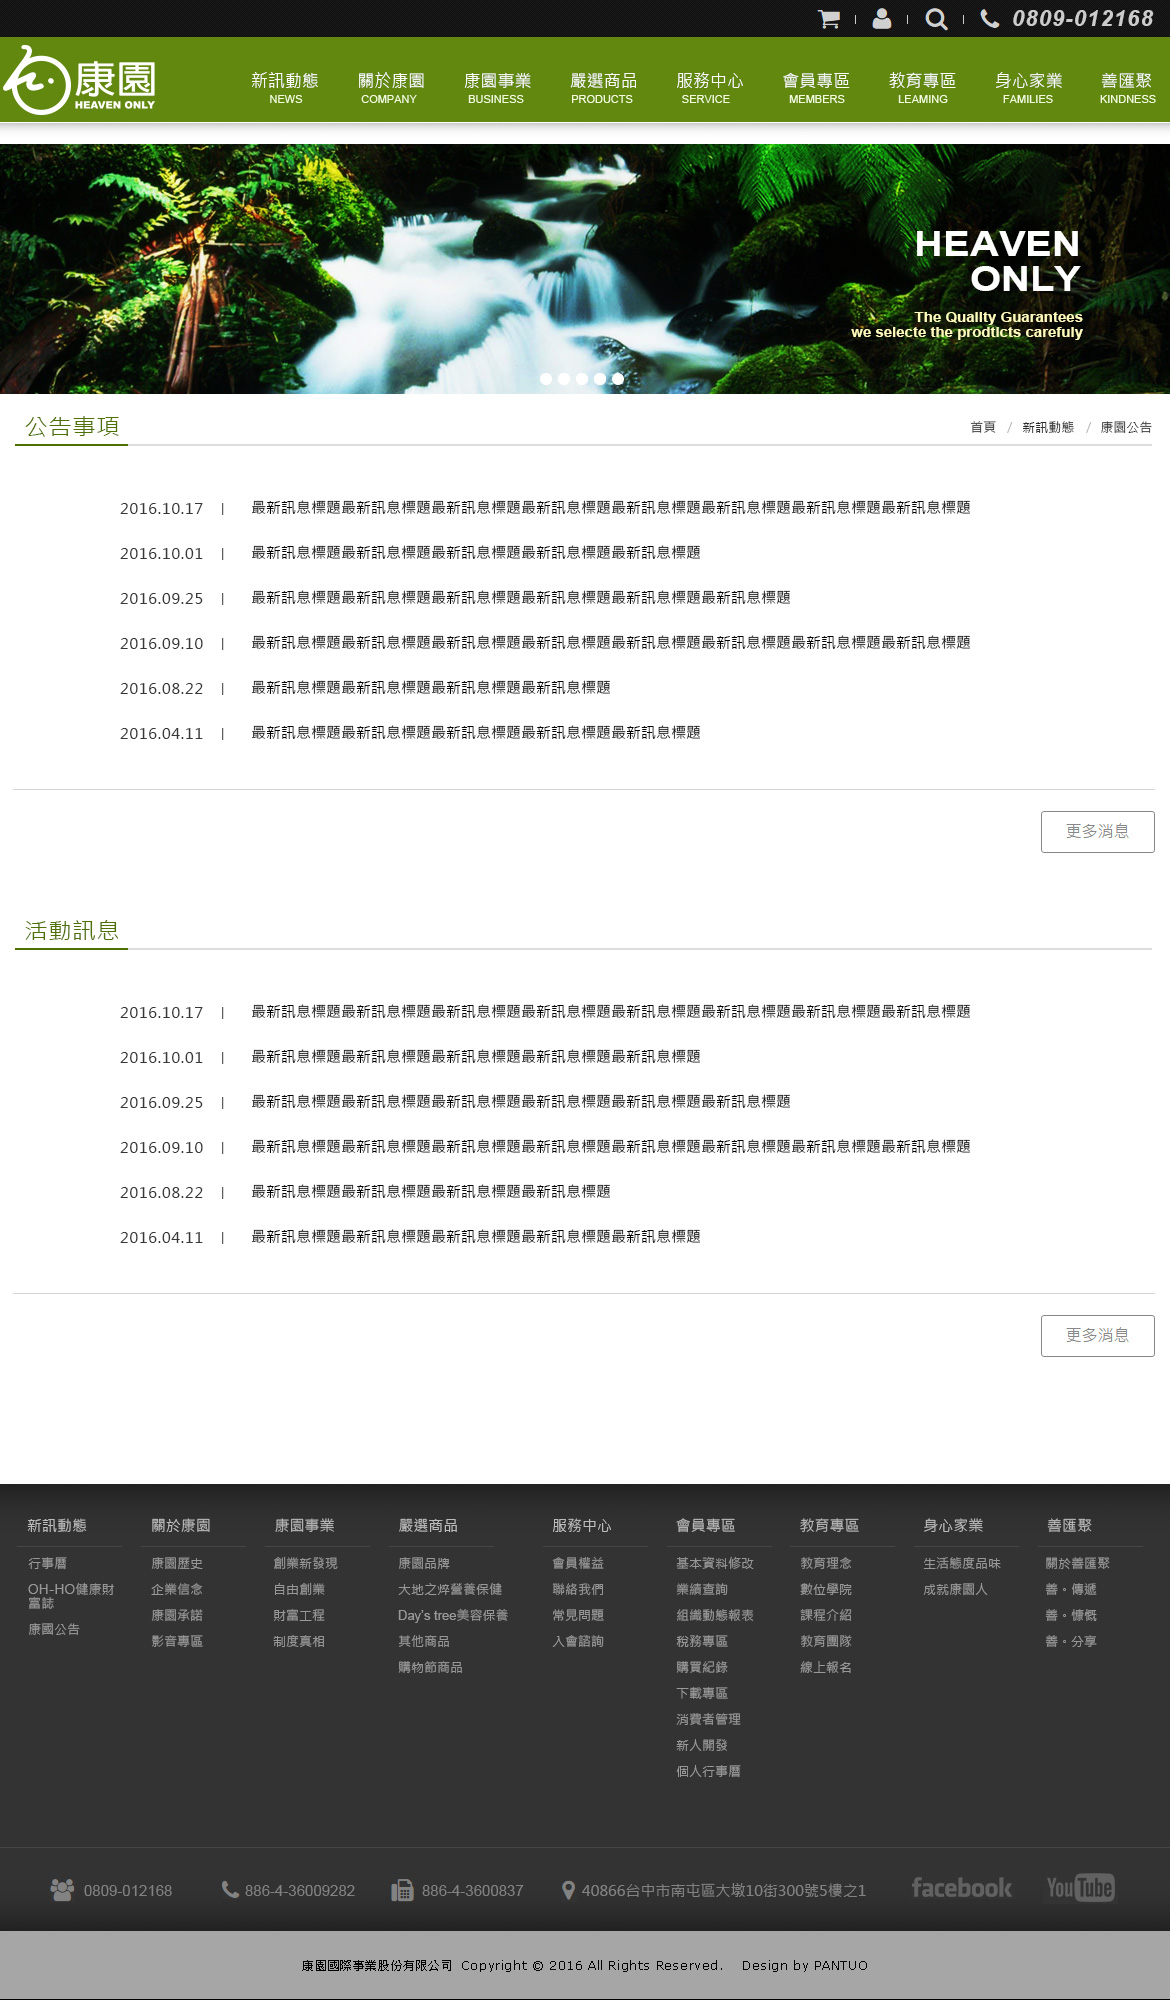 0809-012168
康園
HEAVEN ONLY
新訊動態 關於康園 康園事業 嚴選商品 服務中心 會員專區 教育專區 身心家業 善匯聚
NEWS COMPANY BUSINESS PRODUCTS SERVICE MEMBERS LEAMING FAMILIES KINDNESS
HEAVEN
ONLY
The Quality Guarantees
we selecte the prodticts carefuly
公告事項
首頁 / 新訊動態 / 康園公告
2016.10.17 | 最新訊息標題最新訊息標題最新訊息標題最新訊息標題最新訊息標題最新訊息標題最新訊息標題最新訊息標題
2016.10.01 | 最新訊息標題最新訊息標題最新訊息標題最新訊息標題最新訊息標題
2016.09.25 | 最新訊息標題最新訊息標題最新訊息標題最新訊息標題最新訊息標題最新訊息標題
2016.09.10 | 最新訊息標題最新訊息標題最新訊息標題最新訊息標題最新訊息標題最新訊息標題最新訊息標題最新訊息標題
2016.08.22 | 最新訊息標題最新訊息標題最新訊息標題最新訊息標題
2016.04.11 | 最新訊息標題最新訊息標題最新訊息標題最新訊息標題最新訊息標題
更多消息
活動訊息
2016.10.17 | 最新訊息標題最新訊息標題最新訊息標題最新訊息標題最新訊息標題最新訊息標題最新訊息標題最新訊息標題
2016.10.01 | 最新訊息標題最新訊息標題最新訊息標題最新訊息標題最新訊息標題
2016.09.25 | 最新訊息標題最新訊息標題最新訊息標題最新訊息標題最新訊息標題最新訊息標題
2016.09.10 | 最新訊息標題最新訊息標題最新訊息標題最新訊息標題最新訊息標題最新訊息標題最新訊息標題最新訊息標題
2016.08.22 | 最新訊息標題最新訊息標題最新訊息標題最新訊息標題
2016.04.11 | 最新訊息標題最新訊息標題最新訊息標題最新訊息標題最新訊息標題
更多消息
新訊動態
行事曆
OH-HO健康財
富誌
康國公告
關於康園
康園歷史
企業信念
康園承諾
影音專區
康園事業
創業新發現
自由創業
財富工程
制度真相
嚴選商品
康園品牌
大地之焠營養保健
Day's tree美容保養
其他商品
購物節商品
服務中心
會員權益
聯絡我們
常見問題
入會諮詢
會員專區
基本資料修改
業績查詢
組織動態報表
稅務專區
購買紀錄
下載專區
消費者管理
新人開發
個人行事曆
教育專區
教育理念
數位學院
課程介紹
教育團隊
線上報名
身心家業
生活態度品味
成就康園人
善匯聚
關於善匯聚
善。傳遞
善。慷慨
善。分享
0809-012168 886-4-36009282 886-4-3600837 40866台中市南屯區大墩10街300號5樓之1 facebook YouTube
康園國際事業股份有限公司 Copyright © 2016 All Rights Reserved. Design by PANTUO